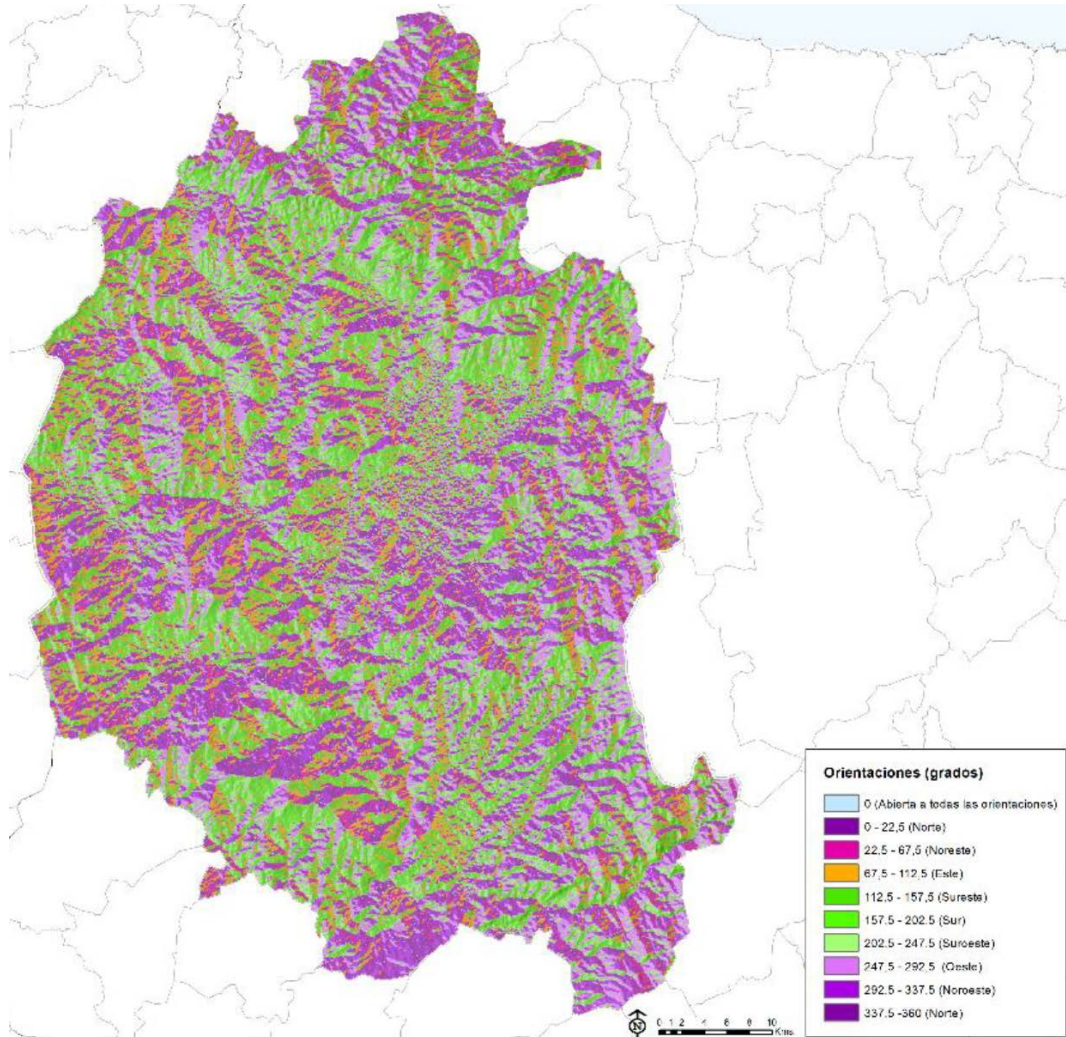 Orientaciones (grados)
0 (Abierta a todas las orientaciones)
0 - 22,5 (Norte)
22,5 - 67,5 (Noreste)
67,5 - 112,5 (Este)
112,5 - 157,5 (Sureste)
157.5 - 202.5 (Sur)
202.5 - 247.5 (Suroeste)
247,5 - 292,5 (Oeste)
292.5 - 337.5 (Noroeste)
337.5 -360 (Norte)
N
0 1 2 4 6 8 10
Kms.